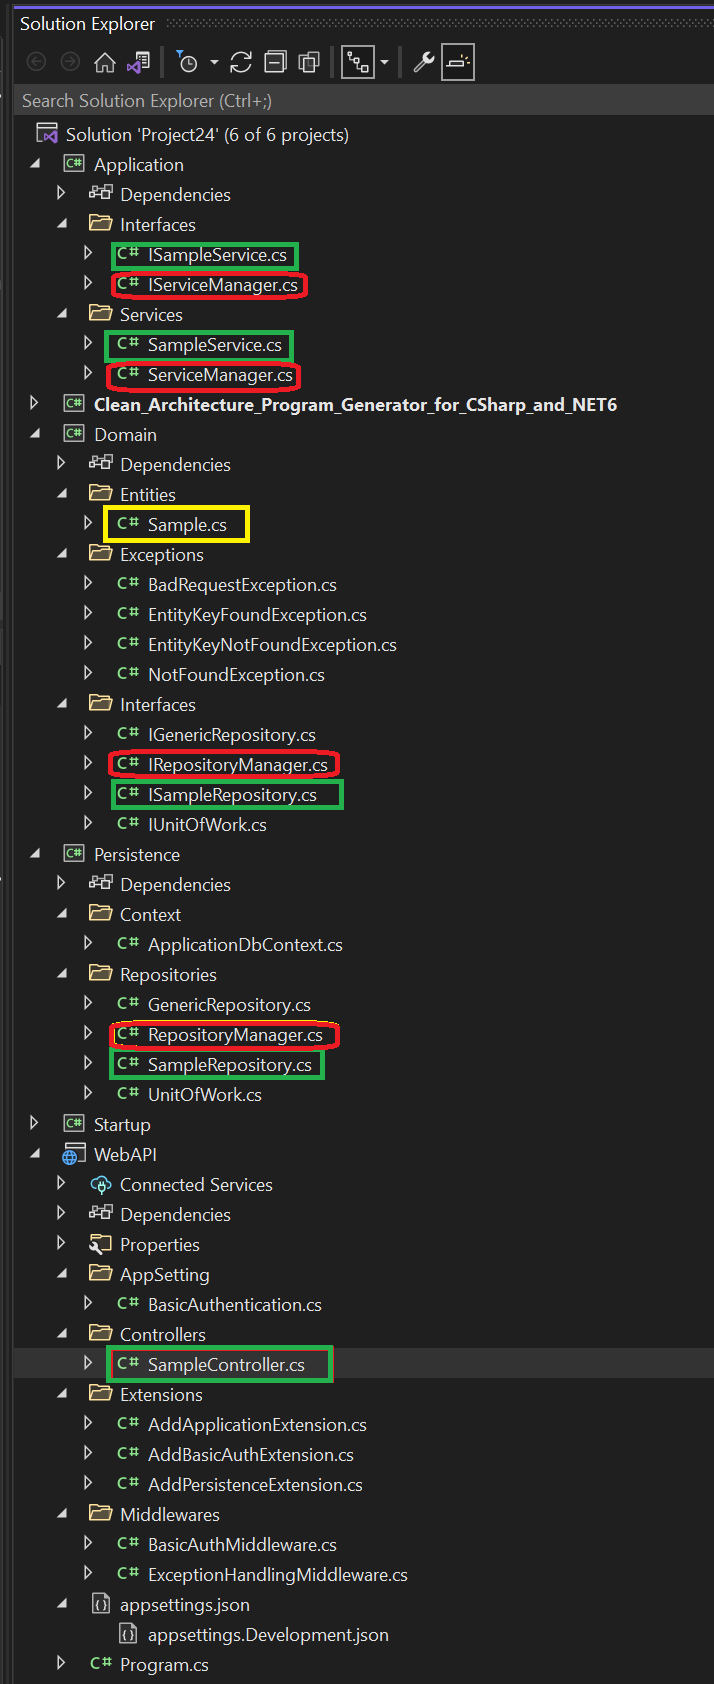 Solution Explorer
Search Solution Explorer (Ctrl+;)
Solution 'Project24' (6 of 6 projects)
C# Application
Dependencies
Interfaces
C# ISampleService.cs
C# IServiceManager.cs
Services
C# SampleService.cs
C# ServiceManager.cs
C# Clean_Architecture_Program_Generator_for_CSharp_and_NET6
C# Domain
Dependencies
Entities
C# Sample.cs
Exceptions
C# BadRequestException.cs
C# EntityKeyFoundException.cs
C# EntityKeyNotFoundException.cs
C# NotFoundException.cs
Interfaces
C# IGenericRepository.cs
C# IRepositoryManager.cs
C# ISampleRepository.cs
C# IUnitOfWork.cs
C# Persistence
Dependencies
Context
C# ApplicationDbContext.cs
Repositories
C# GenericRepository.cs
C# RepositoryManager.cs
C# SampleRepository.cs
C# UnitOfWork.cs
C# Startup
WebAPI
Connected Services
Dependencies
Properties
AppSetting
C# BasicAuthentication.cs
Controllers
C# SampleController.cs
Extensions
C# AddApplicationExtension.cs
C# AddBasicAuthExtension.cs
C# AddPersistenceExtension.cs
Middlewares
C# BasicAuthMiddleware.cs
C# ExceptionHandlingMiddleware.cs
appsettings.json
appsettings.Development.json
C# Program.cs